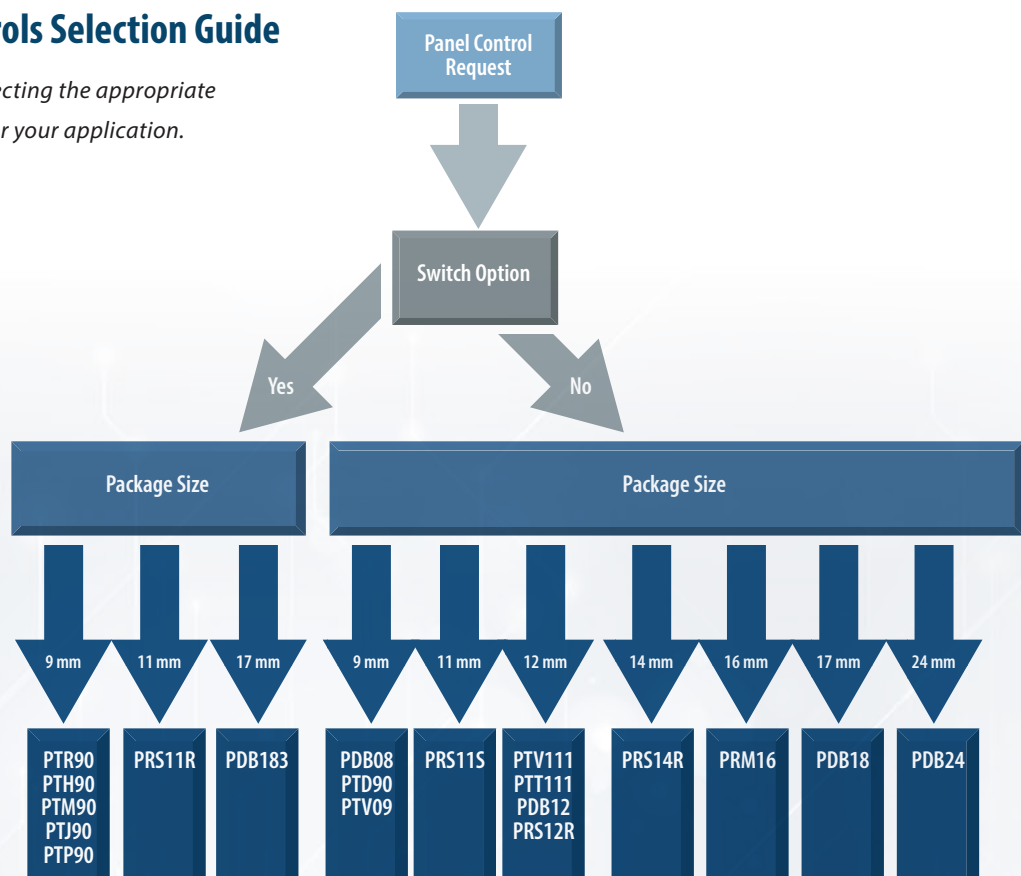 rols Selection Guide
ecting the appropriate
r your application.
Panel Control
Request
Switch Option
Yes
No
Package Size
Package Size
9 mm
11 mm
17 mm
9 mm
11 mm
12 mm
14 mm
16 mm
17 mm
24 mm
PTR90
PTH90
PTM90
PTJ90
PTP90
PRS11R
PDB183
PDB08
PTD90
PTV09
PRS11S
PTV111
PTT111
PDB12
PRS12R
PRS14R
PRM16
PDB18
PDB24